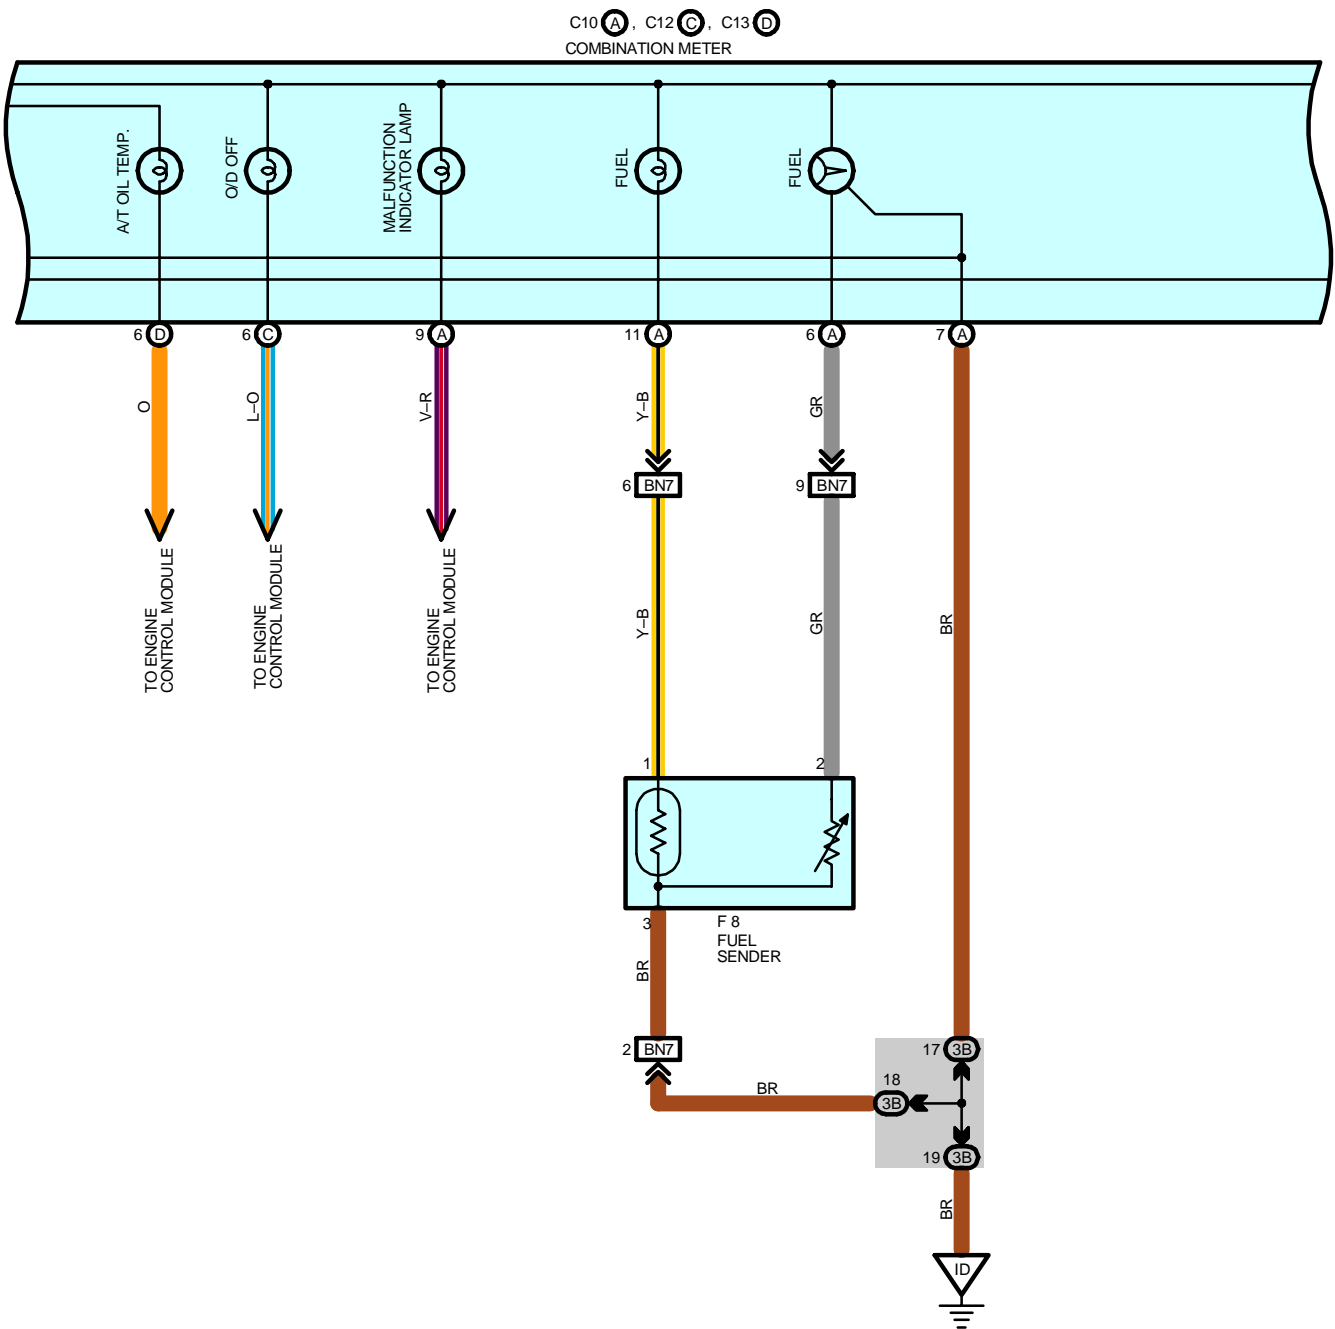 C10 A , C12 C , C13 D
COMBINATION METER
A/T OIL TEMP.
O/D OFF
MALFUNCTION
INDICATOR LAMP
FUEL
FUEL
6 D
6 C
9 A
11 A
6 A
7 A
O
L–O
V–R
Y–B
GR
6 BN7
9 BN7
TO ENGINE
CONTROL MODULE
TO ENGINE
CONTROL MODULE
TO ENGINE
CONTROL MODULE
Y–B
GR
BR
1
2
3
F 8
FUEL
SENDER
BR
2 BN7
17 3B
18
3B
BR
19 3B
BR
ID